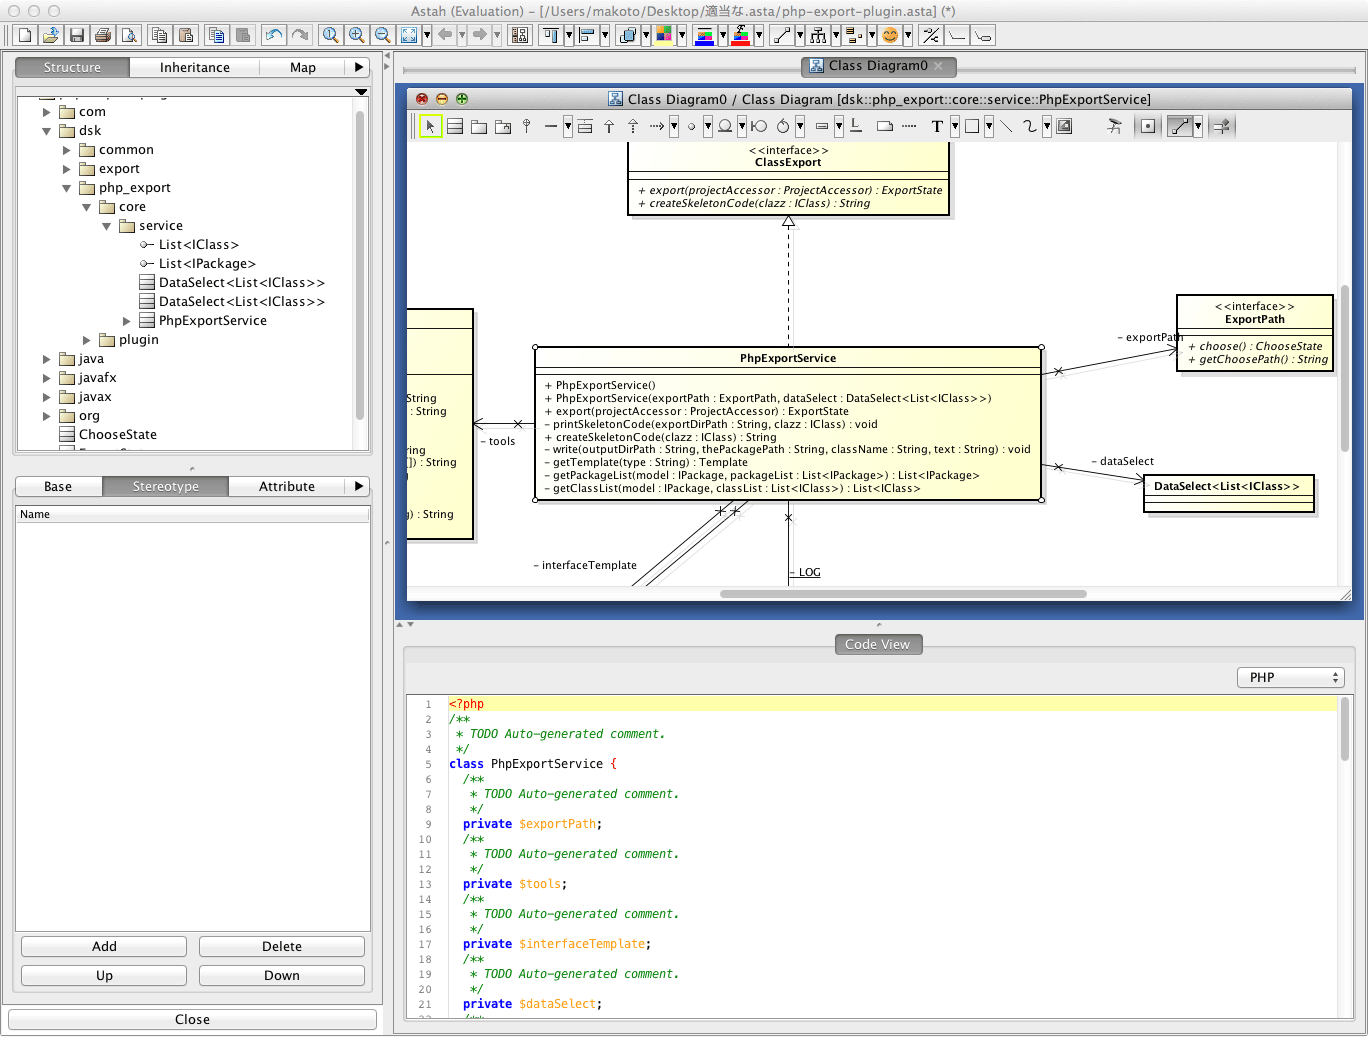 Astah (Evaluation) – [/Users/makoto/Desktop/適当な.asta/php-export-plugin.asta] (*)
Structure
Inheritance
Map
com
dsk
common
export
php_export
core
service
List<IClass>
List<IPackage>
DataSelect<List<IClass>>
DataSelect<List<IClass>>
PhpExportService
plugin
java
javafx
javax
org
ChooseState
Base
Stereotype
Attribute
Name
Add
Delete
Up
Down
Close
Class Diagram0
Class Diagram0 / Class Diagram [dsk::php_export::core::service::PhpExportService]
T
<<interface>>
ClassExport
+ export(projectAccessor : ProjectAccessor) : ExportState
+ createSkeletonCode(clazz : IClass) : String
<<interface>>
ExportPath
+ choose() : ChooseState
+ getChoosePath() : String
– exportPath
PhpExportService
+ PhpExportService()
+ PhpExportService(exportPath : ExportPath, dataSelect : DataSelect<List<IClass>>)
+ export(projectAccessor : ProjectAccessor) : ExportState
– printSkeletonCode(exportDirPath : String, clazz : IClass) : void
+ createSkeletonCode(clazz : IClass) : String
– write(outputDirPath : String, thePackagePath : String, className : String, text : String) : void
– getTemplate(type : String) : Template
– getPackageList(model : IPackage, packageList : List<IPackage>) : List<IPackage>
– getClassList(model : IPackage, classList : List<IClass>) : List<IClass>
String
: String
ring
[]) : String
g) : String
– tools
– dataSelect
DataSelect<List<IClass>>
– interfaceTemplate
– LOG
Code View
PHP
1 <?php
2 /**
3 * TODO Auto-generated comment.
4 */
5 class PhpExportService {
6 /**
7 * TODO Auto-generated comment.
8 */
9 private $exportPath;
10 /**
11 * TODO Auto-generated comment.
12 */
13 private $tools;
14 /**
15 * TODO Auto-generated comment.
16 */
17 private $interfaceTemplate;
18 /**
19 * TODO Auto-generated comment.
20 */
21 private $dataSelect;